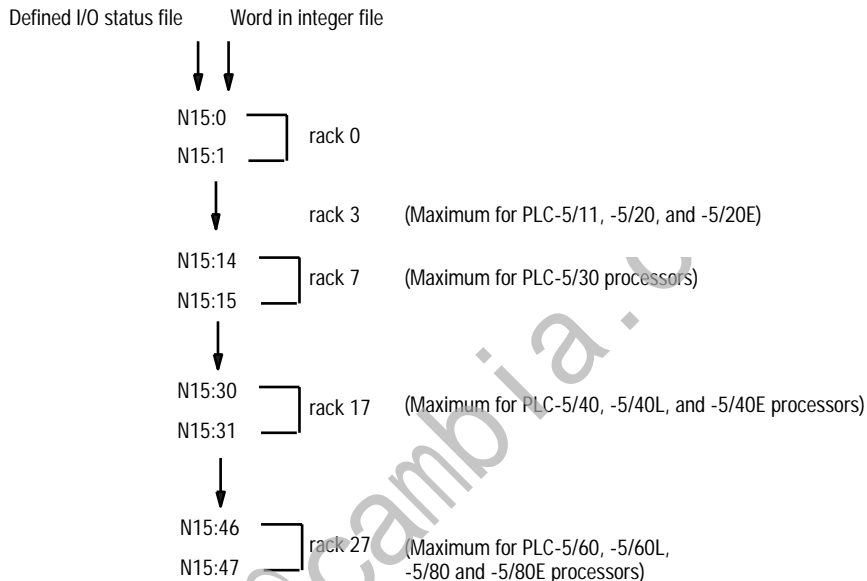 Defined I/O status file Word in integer file
N15:0
rack 0
N15:1
rack 3 (Maximum for PLC-5/11, -5/20, and -5/20E)
N15:14
rack 7 (Maximum for PLC-5/30 processors)
N15:15
N15:30
rack 17 (Maximum for PLC-5/40, -5/40L, and -5/40E processors)
N15:31
N15:46
rack 27 (Maximum for PLC-5/60, -5/60L,
N15:47 -5/80 and -5/80E processors)